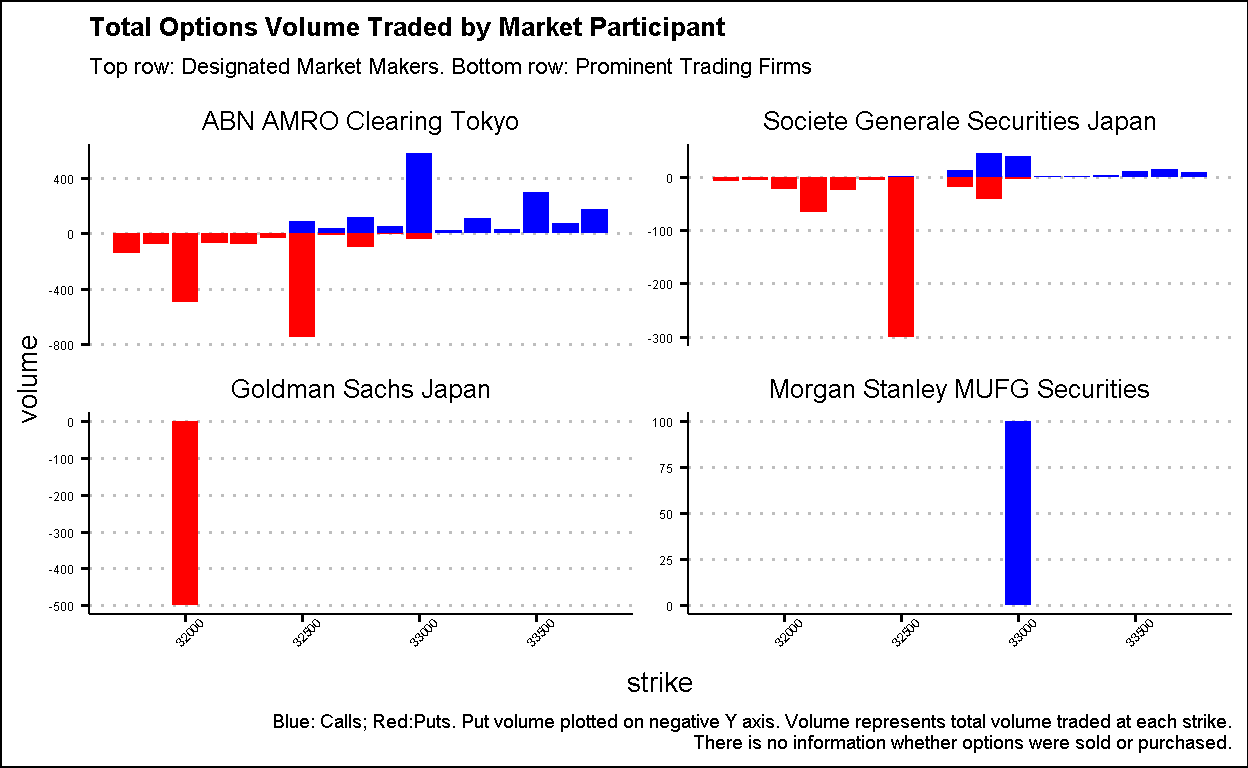 Total Options Volume Traded by Market Participant
Top row: Designated Market Makers. Bottom row: Prominent Trading Firms
ABN AMRO Clearing Tokyo
Societe Generale Securities Japan
400
0
-400
-800
0
-100
-200
-300
volume
Goldman Sachs Japan
Morgan Stanley MUFG Securities
0
-100
-200
-300
-400
-500
100
75
50
25
0
32000
32500
33000
33500
32000
32500
33000
33500
strike
Blue: Calls; Red:Puts. Put volume plotted on negative Y axis. Volume represents total volume traded at each strike.
There is no information whether options were sold or purchased.